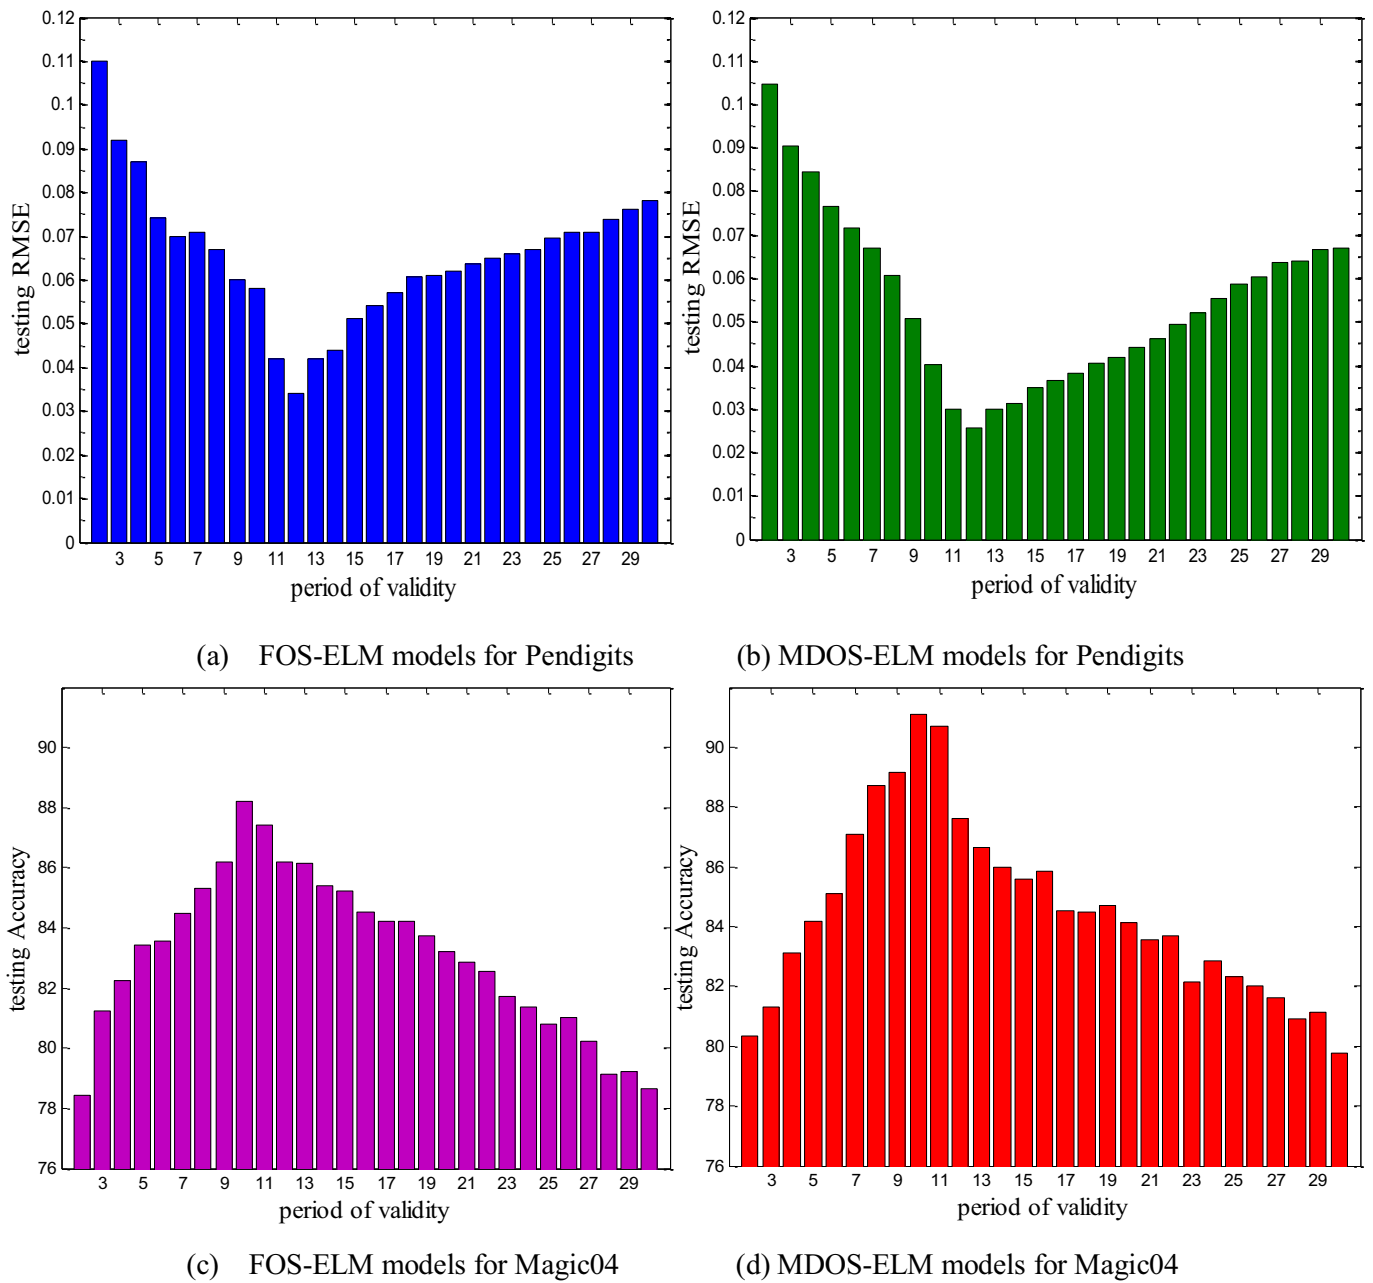 0.12
0.11
0.1
0.09
0.08
0.07
0.06
0.05
0.04
0.03
0.02
0.01
0
testing RMSE
3 5 7 9 11 13 15 17 19 21 23 25 27 29
period of validity
(a) FOS-ELM models for Pendigits
0.12
0.11
0.1
0.09
0.08
0.07
0.06
0.05
0.04
0.03
0.02
0.01
0
testing RMSE
3 5 7 9 11 13 15 17 19 21 23 25 27 29
period of validity
(b) MDOS-ELM models for Pendigits
90
88
86
84
82
80
78
76
testing Accuracy
3 5 7 9 11 13 15 17 19 21 23 25 27 29
period of validity
(c) FOS-ELM models for Magic04
90
88
86
84
82
80
78
76
testing Accuracy
3 5 7 9 11 13 15 17 19 21 23 25 27 29
period of validity
(d) MDOS-ELM models for Magic04